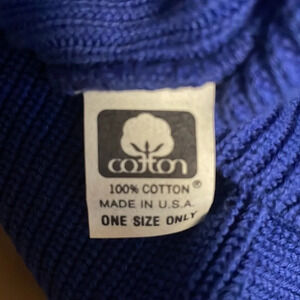 cotton
100% COTTON®
MADE IN U.S.A.
ONE SIZE ONLY